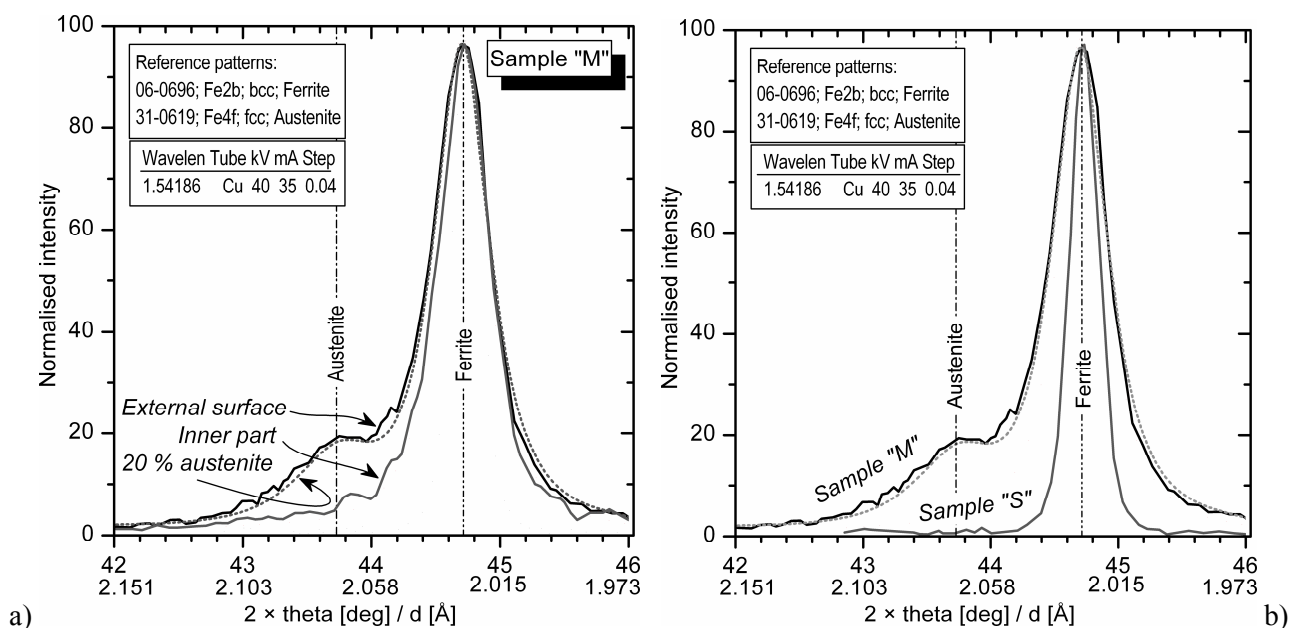 100
80
60
40
20
0
Normalised intensity
Reference patterns:
06-0696; Fe2b; bcc; Ferrite
31-0619; Fe4f; fcc; Austenite
Wavelen Tube kV mA Step
1.54186 Cu 40 35 0.04
Sample "M"
Austenite
Ferrite
External surface
Inner part
20 % austenite
42 43 44 45 46
2.151 2.103 2.058 2.015 1.973
2 × theta [deg] / d [Å]
a)
100
80
60
40
20
0
Normalised intensity
Reference patterns:
06-0696; Fe2b; bcc; Ferrite
31-0619; Fe4f; fcc; Austenite
Wavelen Tube kV mA Step
1.54186 Cu 40 35 0.04
Austenite
Ferrite
Sample "M"
Sample "S"
42 43 44 45 46
2.151 2.103 2.058 2.015 1.973
2 × theta [deg] / d [Å]
b)